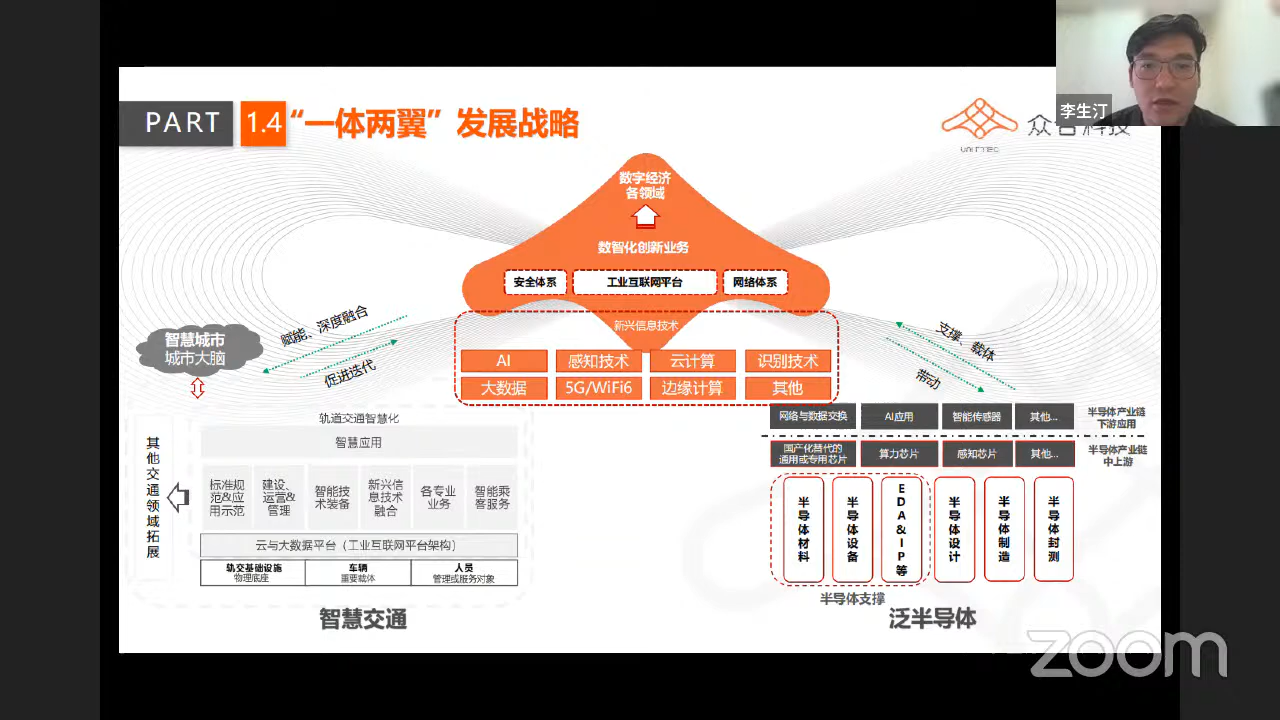 李生汀
PART 1.4 “一体两翼”发展战略
众合科技
UNITTEC
数字经济
各领域
数智化创新业务
安全体系
工业互联网平台
网络体系
新兴信息技术
AI
感知技术
云计算
识别技术
大数据
5G/WiFi6
边缘计算
其他
智慧城市
城市大脑
赋能、深度融合
促进迭代
支撑、载体
带动
其他交通领域拓展
轨道交通智慧化
智慧应用
标准规
范&应
用示范
建设、
运营&
管理
智能技
术装备
新兴信
息技术
融合
各专业
业务
智能乘
客服务
云与大数据平台（工业互联网平台架构）
轨交基础设施
物理底座
车辆
重要载体
人员
管理或服务对象
智慧交通
网络与数据交换
AI应用
智能传感器
其他...
半导体产业链
下游应用
国产化替代的
通用或专用芯片
算力芯片
感知芯片
其他...
半导体产业链
中上游
半导体材料
半导体设备
EDA&IP等
半导体设计
半导体制造
半导体封测
半导体支撑
泛半导体
zoom